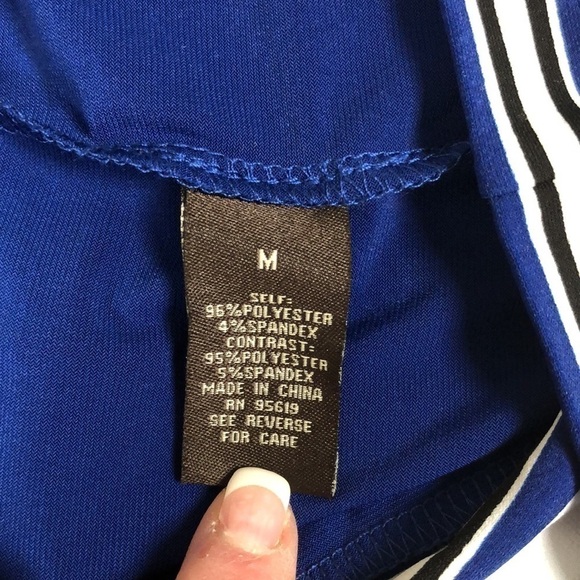 M
SELF:
96%POLYESTER
4%SPANDEX
CONTRAST:
95%POLYESTER
5%SPANDEX
MADE IN CHINA
RN 95619
SEE REVERSE
FOR CARE